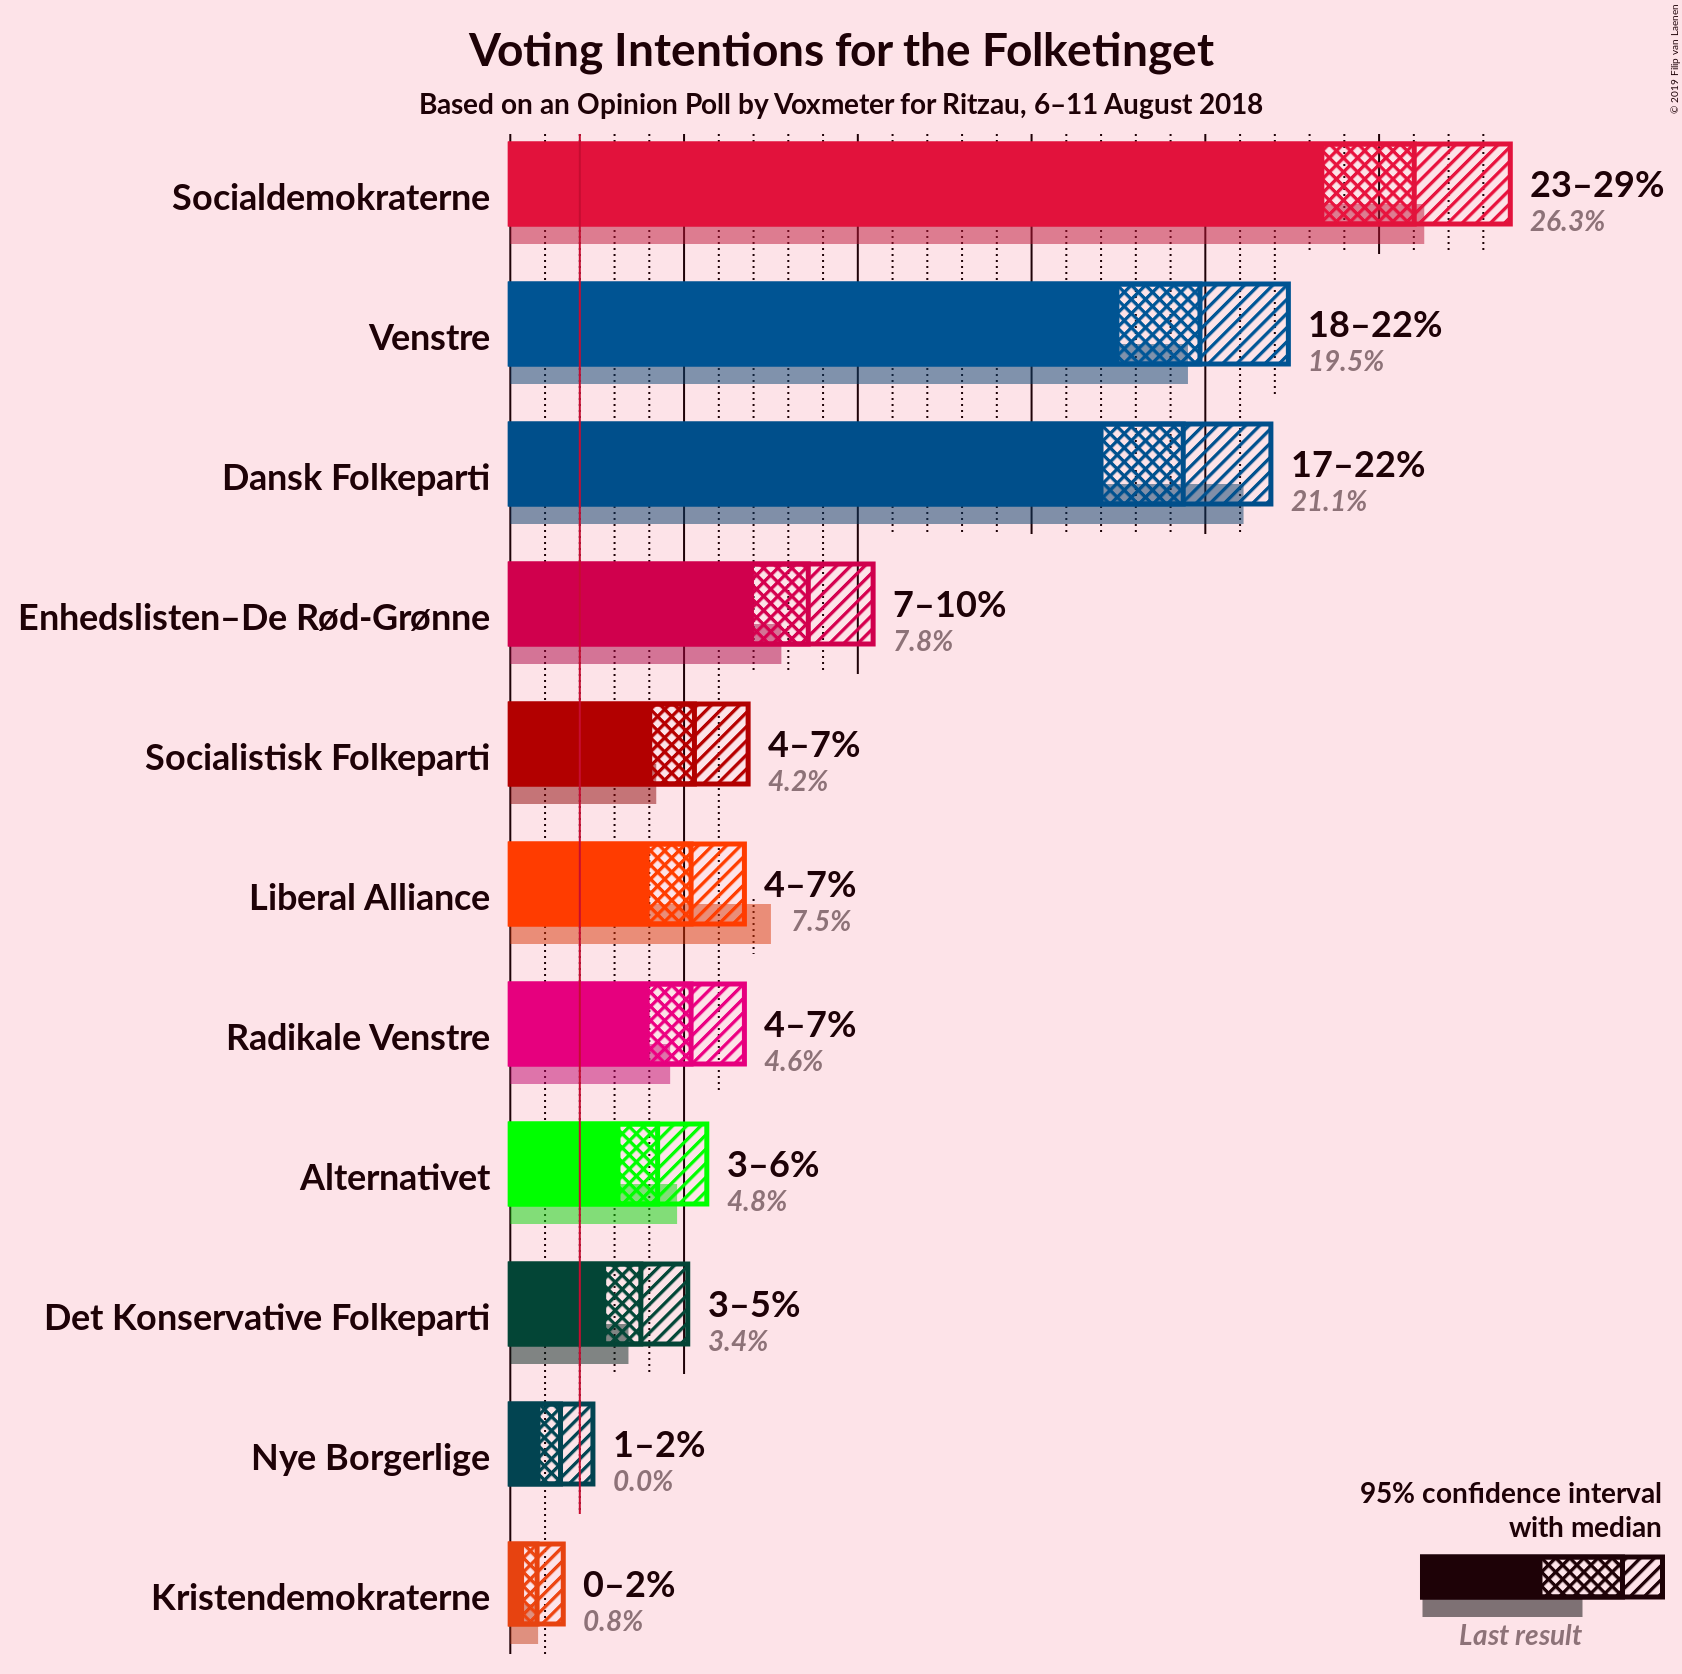 Voting Intentions for the Folketinget
Based on an Opinion Poll by Voxmeter for Ritzau, 6–11 August 2018
© 2019 Filip van Laenen
Socialdemokraterne
23–29%
26.3%
Venstre
18–22%
19.5%
Dansk Folkeparti
17–22%
21.1%
Enhedslisten–De Rød-Grønne
7–10%
7.8%
Socialistisk Folkeparti
4–7%
4.2%
Liberal Alliance
4–7%
7.5%
Radikale Venstre
4–7%
4.6%
Alternativet
3–6%
4.8%
Det Konservative Folkeparti
3–5%
3.4%
Nye Borgerlige
1–2%
0.0%
Kristendemokraterne
0–2%
0.8%
95% confidence interval
with median
Last result